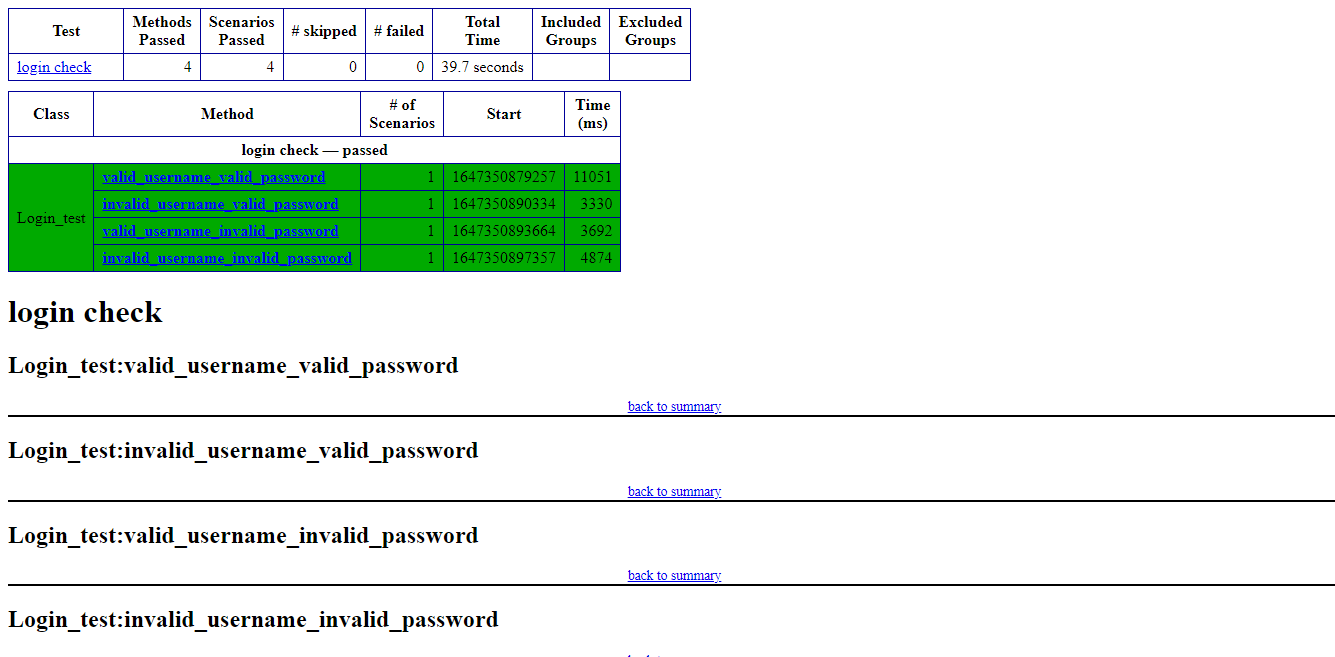 Test Methods Passed Scenarios Passed # skipped # failed Total Time Included Groups Excluded Groups
login check 4 4 0 0 39.7 seconds
Class Method # of Scenarios Start Time (ms)
login check — passed
Login_test
valid_username_valid_password 1 1647350879257 11051
invalid_username_valid_password 1 1647350890334 3330
valid_username_invalid_password 1 1647350893664 3692
invalid_username_invalid_password 1 1647350897357 4874
login check
Login_test:valid_username_valid_password
back to summary
Login_test:invalid_username_valid_password
back to summary
Login_test:valid_username_invalid_password
back to summary
Login_test:invalid_username_invalid_password